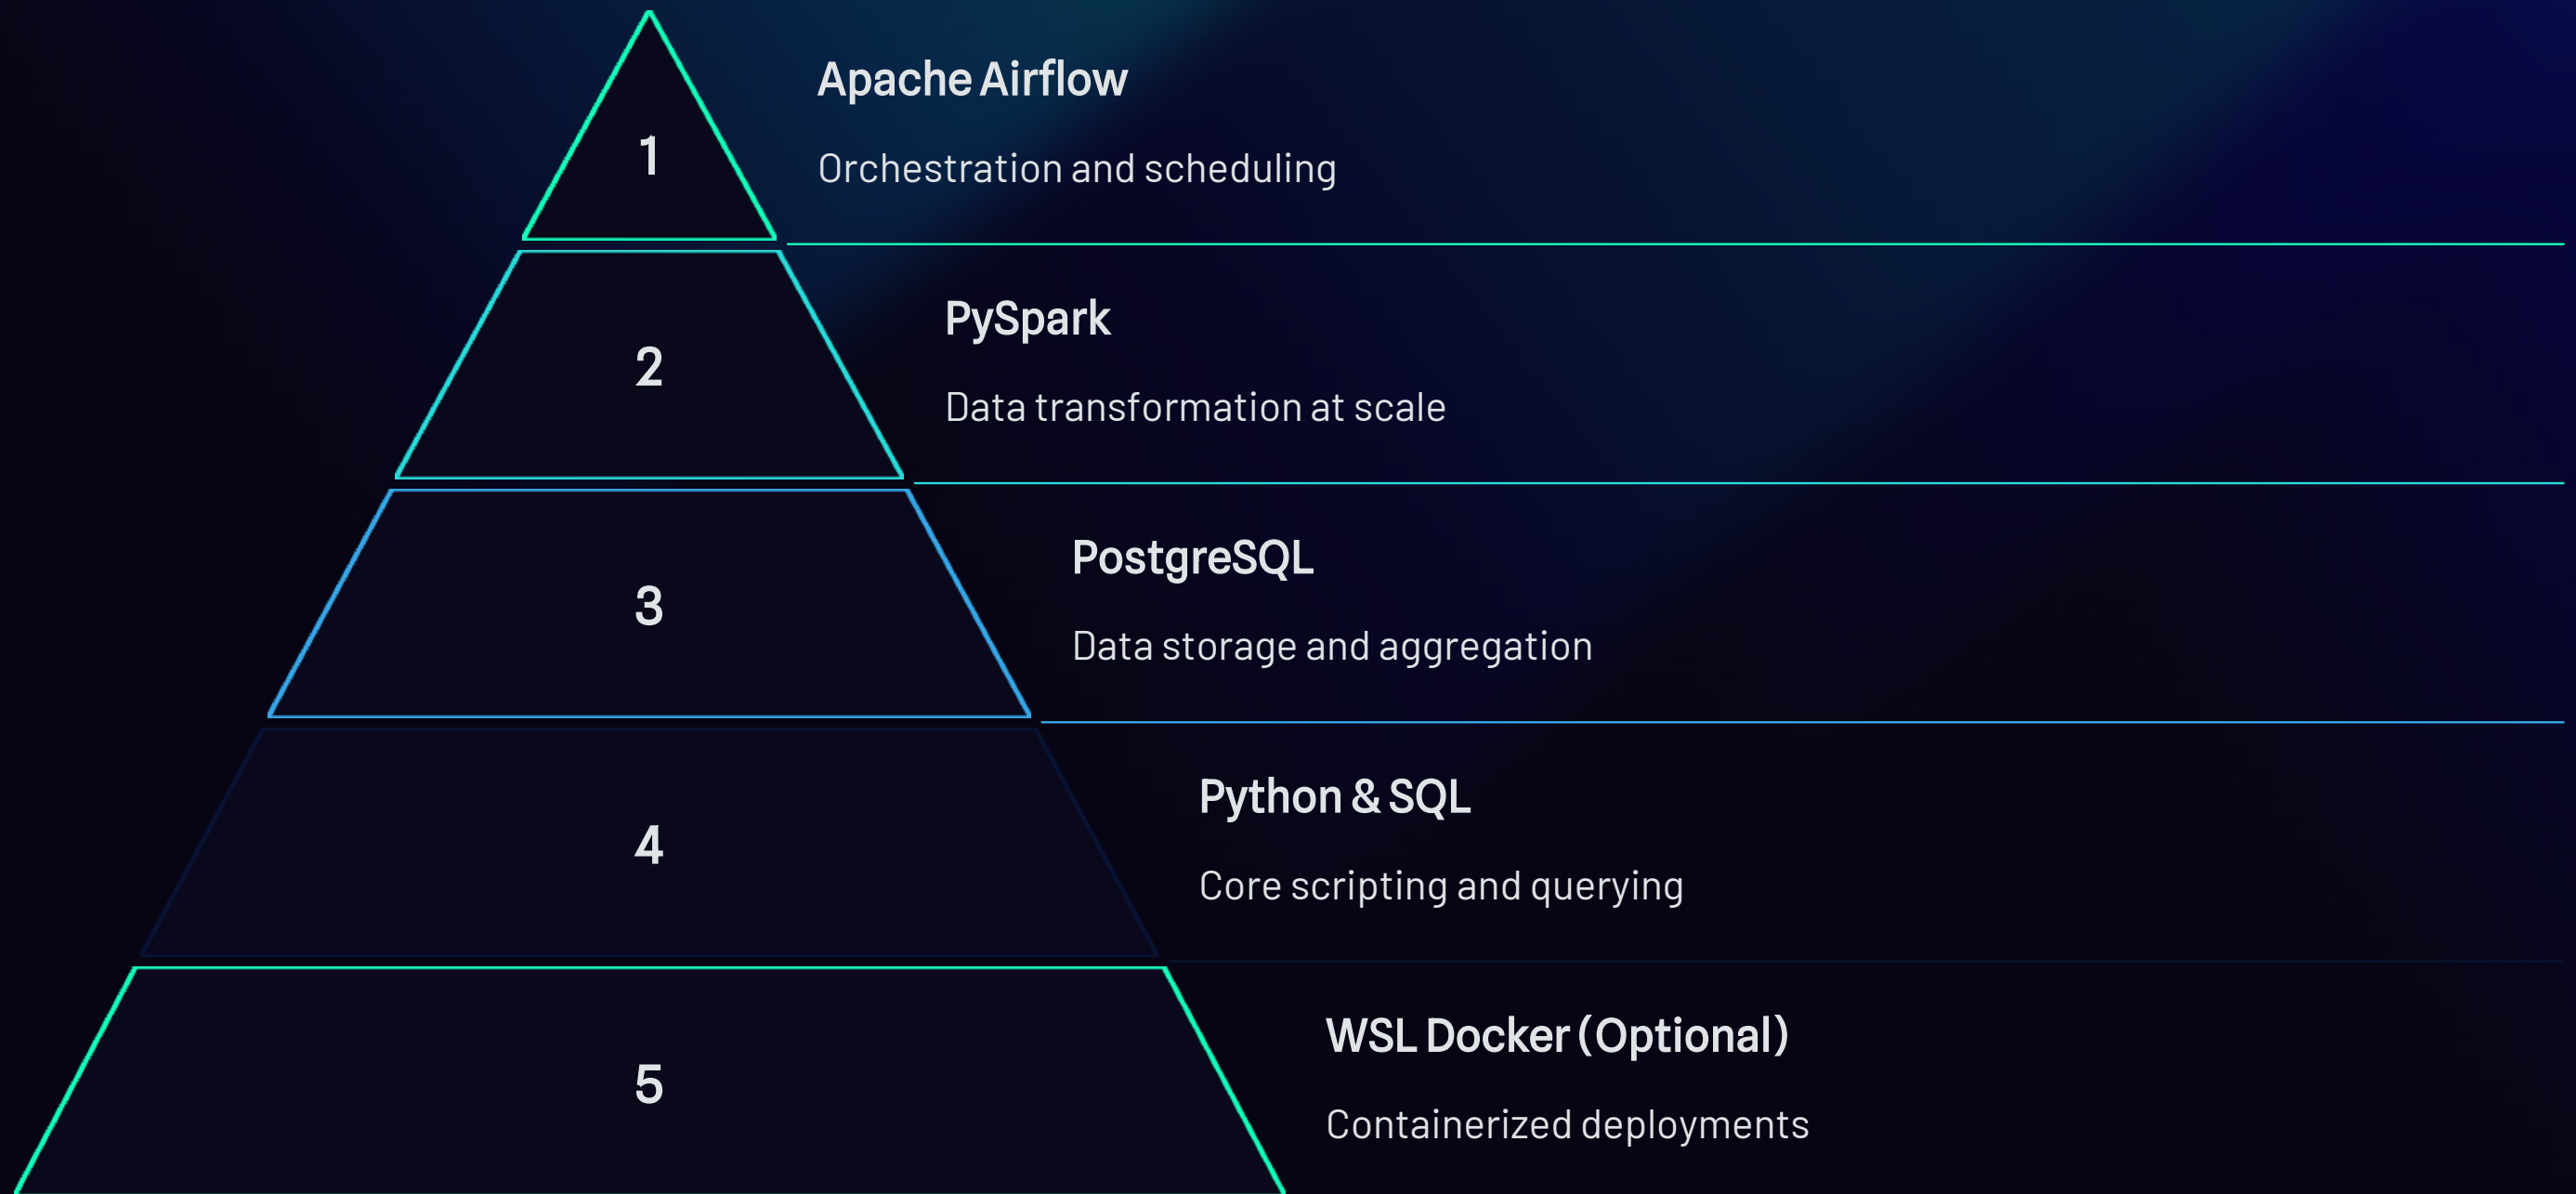 1
Apache Airflow
Orchestration and scheduling
2
PySpark
Data transformation at scale
3
PostgreSQL
Data storage and aggregation
4
Python & SQL
Core scripting and querying
5
WSL Docker (Optional)
Containerized deployments